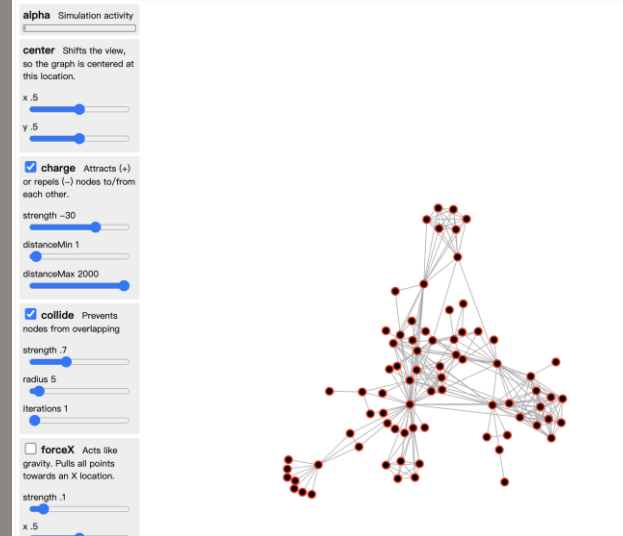 alpha Simulation activity
center Shifts the view,
so the graph is centered at
this location.
x .5
y .5
charge Attracts (+)
or repels (−) nodes to/from
each other.
strength −30
distanceMin 1
distanceMax 2000
collide Prevents
nodes from overlapping
strength .7
radius 5
iterations 1
forceX Acts like
gravity. Pulls all points
towards an X location.
strength .1
x .5